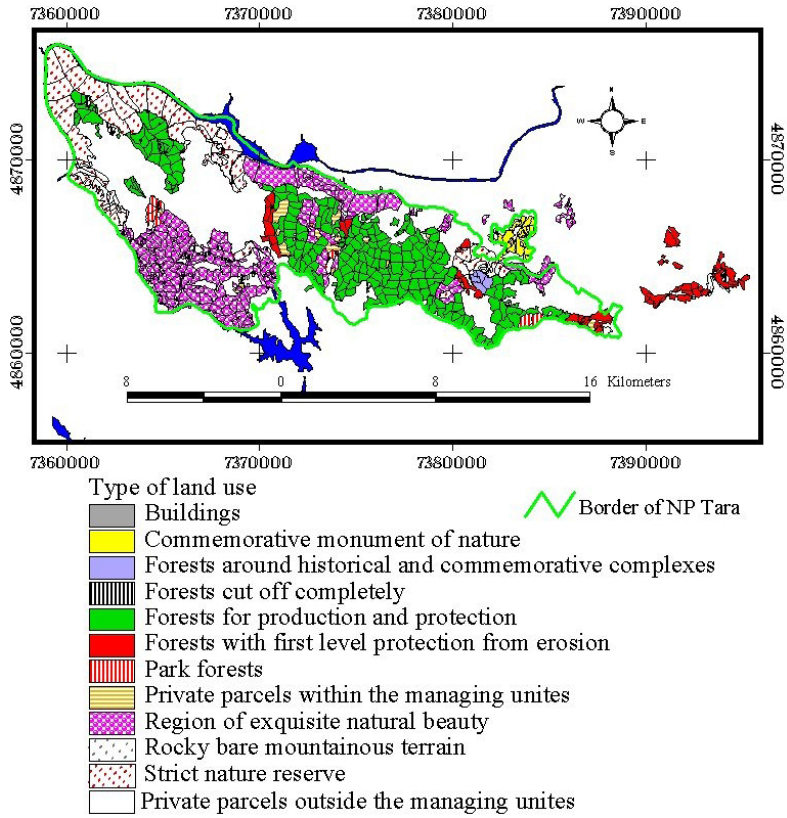 7360000 7370000 7380000 7390000
N
W E
S
4870000 4870000
4860000 4860000
8 0 8 16 Kilometers
7360000 7370000 7380000 7390000
Type of land use
Border of NP Tara
Buildings
Commemorative monument of nature
Forests around historical and commemorative complexes
Forests cut off completely
Forests for production and protection
Forests with first level protection from erosion
Park forests
Private parcels within the managing unites
Region of exquisite natural beauty
Rocky bare mountainous terrain
Strict nature reserve
Private parcels outside the managing unites